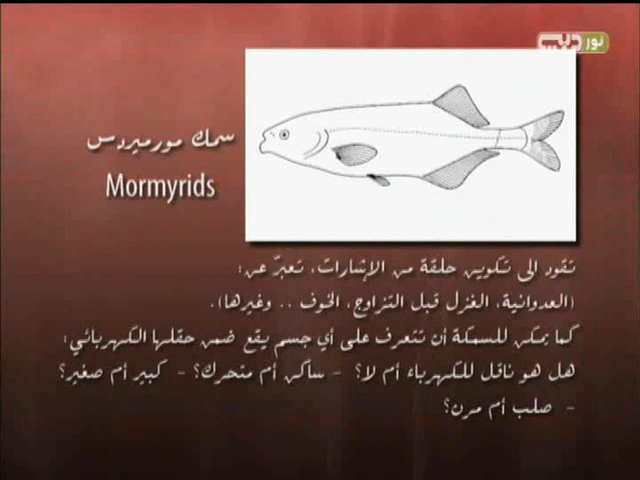 نور دبي
سمك مورميردس
Mormyrids
تقود الى تكوين حلقة من الإشارات، تعبّر عن:
(العدوانية، الغزل قبل التزاوج، الخوف .. وغيرها).
كما يمكن للسمكة أن تتعرف على أي جسم يقع ضمن حقلها الكهربائي:
هل هو ناقل للكهرباء أم لا؟ - ساكن أم متحرك؟ - كبير أم صغير؟
- صلب أم مرن؟